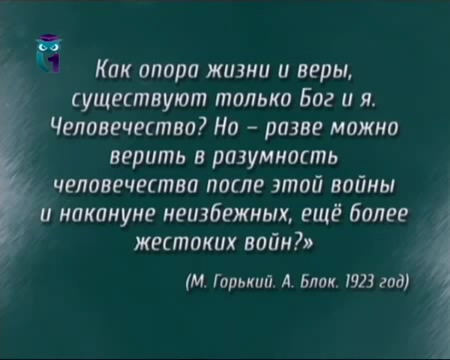 1
Как опора жизни и веры,
существуют только Бог и я.
Человечество? Но – разве можно
верить в разумность
человечества после этой войны
и накануне неизбежных, ещё более
жестоких войн?»
(М. Горький. А. Блок. 1923 год)